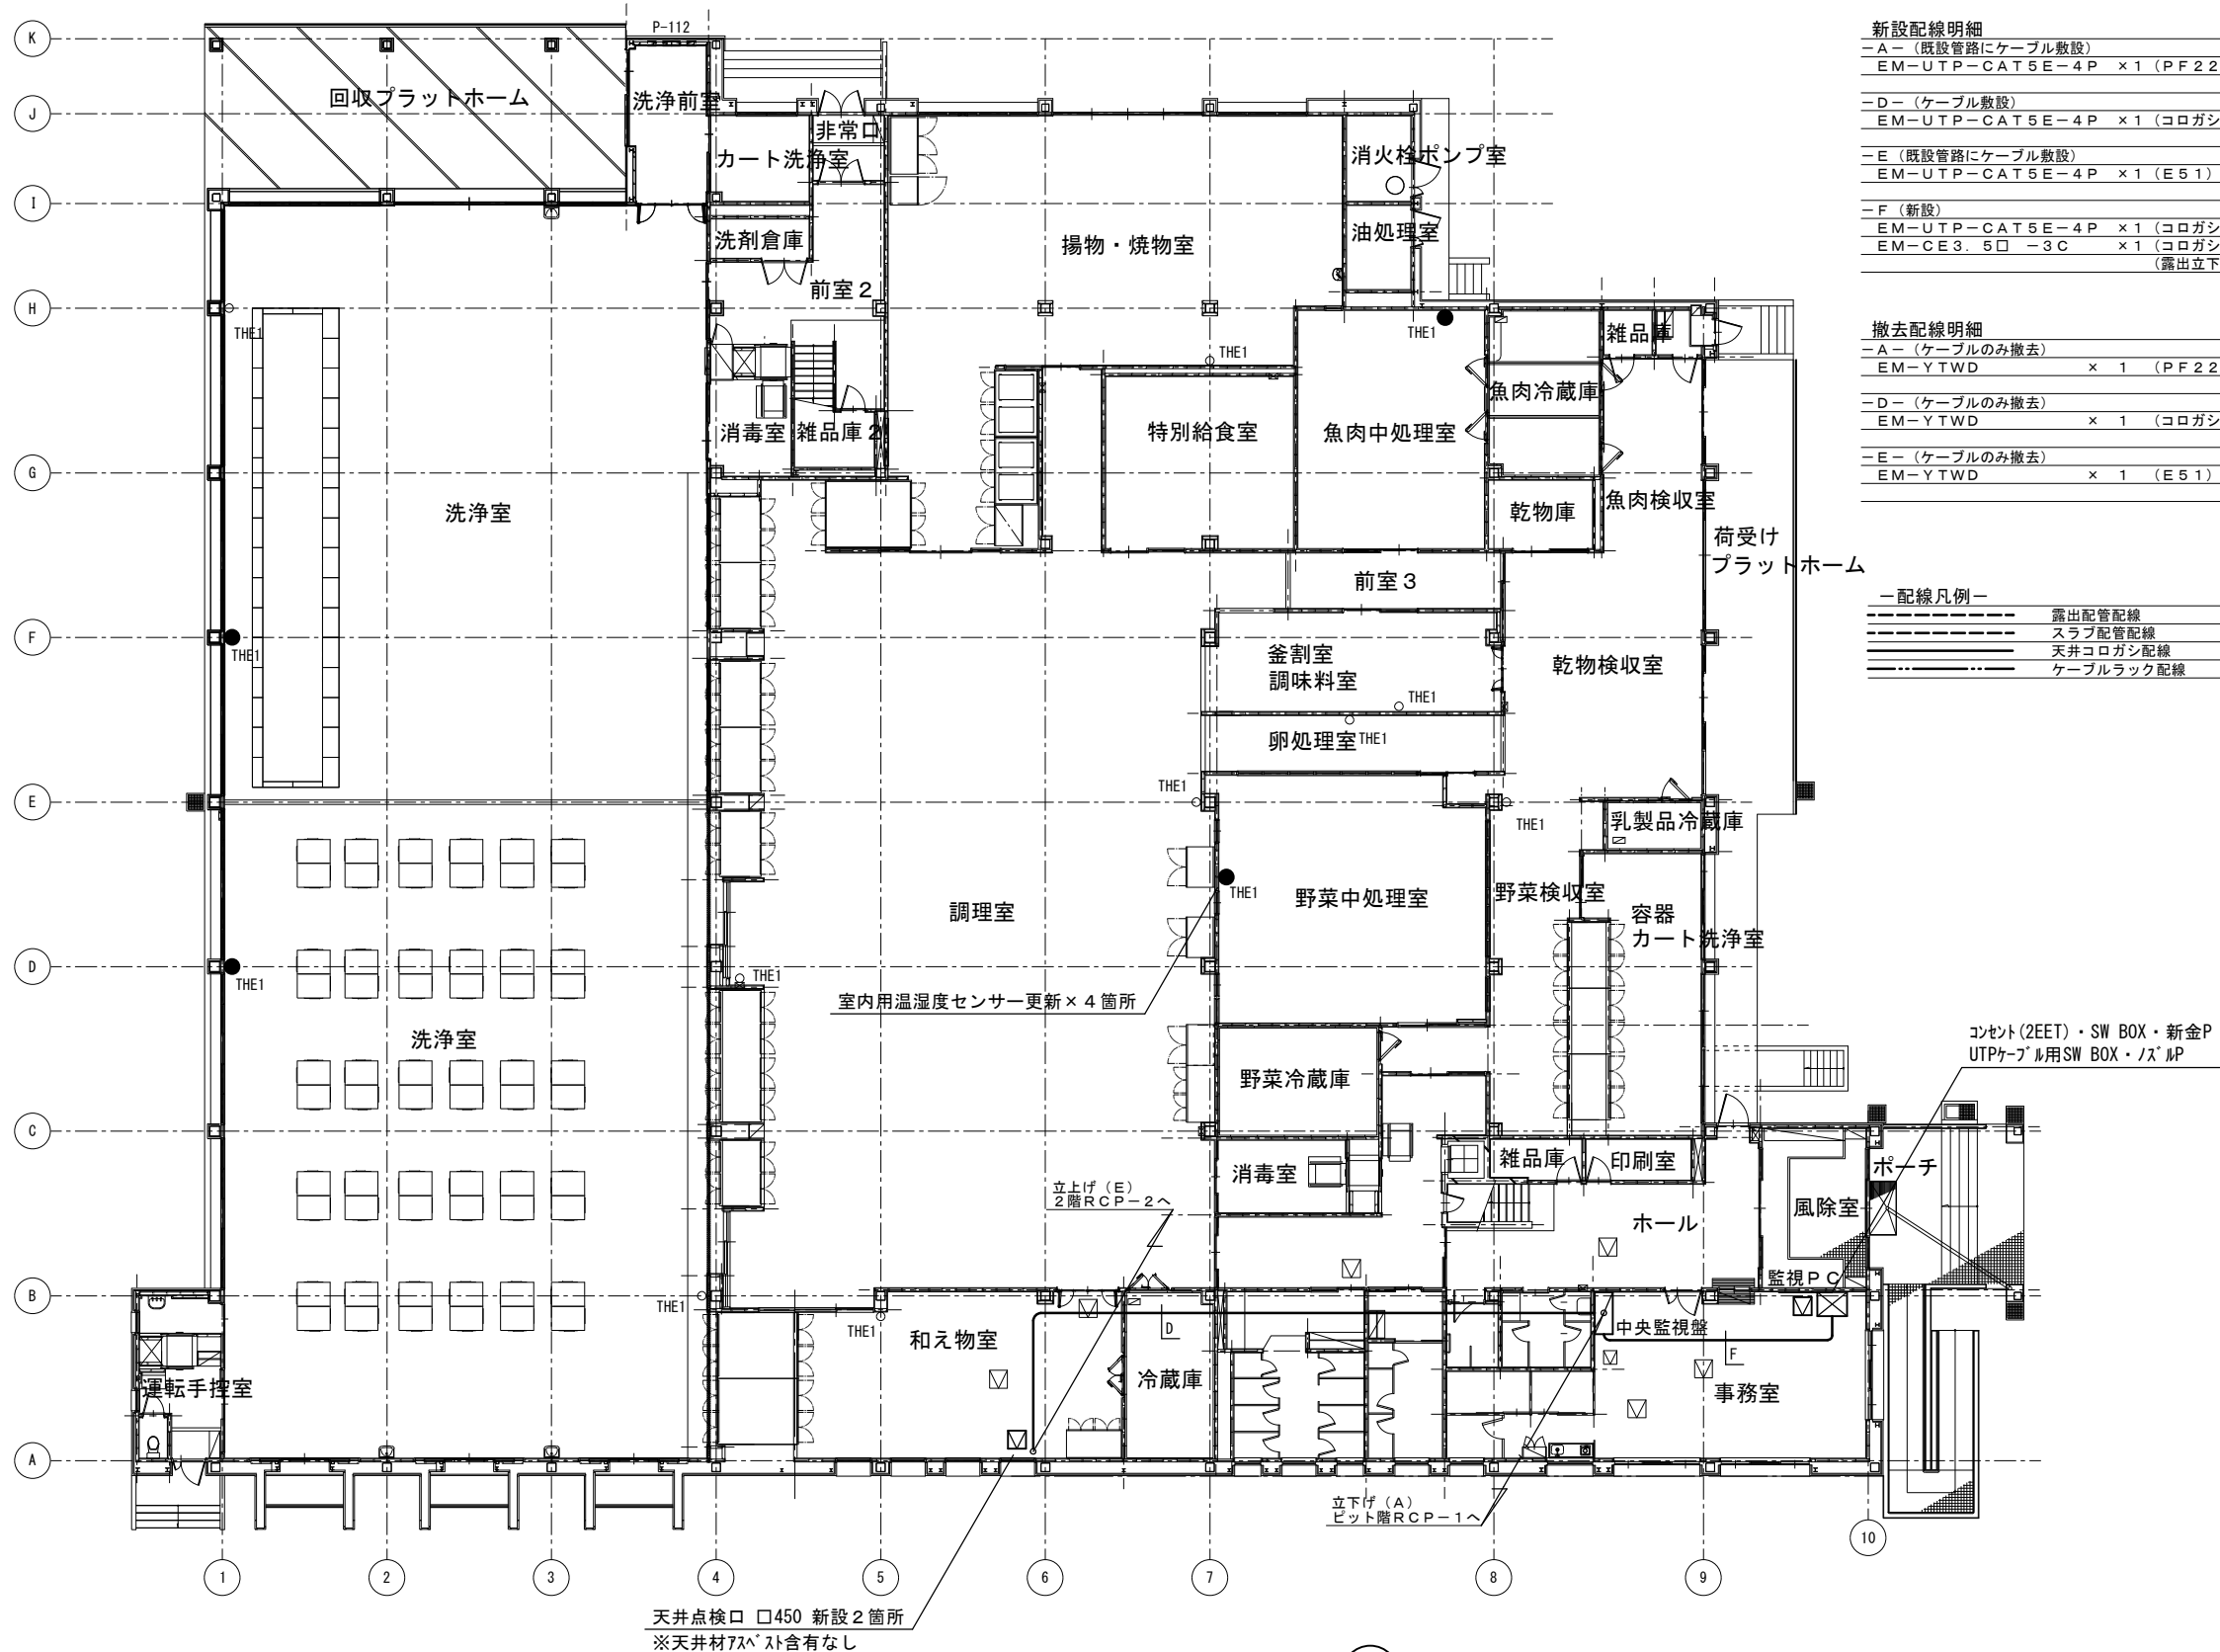 新設配線明細
－Ａ－（既設管路にケーブル敷設）
ＥＭ－ＵＴＰ－ＣＡＴ５Ｅ－４Ｐ ×１（ＰＦ２２
－Ｄ－（ケーブル敷設）
ＥＭ－ＵＴＰ－ＣＡＴ５Ｅ－４Ｐ ×１（コロガシ
－Ｅ（既設管路にケーブル敷設）
ＥＭ－ＵＴＰ－ＣＡＴ５Ｅ－４Ｐ ×１（Ｅ５１）
－Ｆ（新設）
ＥＭ－ＵＴＰ－ＣＡＴ５Ｅ－４Ｐ ×１（コロガシ
ＥＭ－ＣＥ３．５□ －３Ｃ ×１（コロガシ
（露出立下
撤去配線明細
－Ａ－（ケーブルのみ撤去）
ＥＭ－ＹＴＷＤ × １ （ＰＦ２２
－Ｄ－（ケーブルのみ撤去）
ＥＭ－ＹＴＷＤ × １ （コロガシ
－Ｅ－（ケーブルのみ撤去）
ＥＭ－ＹＴＷＤ × １ （Ｅ５１）
－配線凡例－
露出配管配線
スラブ配管配線
天井コロガシ配線
ケーブルラック配線
K
J
I
H
G
F
E
D
C
B
A
P-112
回収プラットホーム
洗浄前室
非常口
カート洗浄室
消火栓ポンプ室
洗剤倉庫
揚物・焼物室
油処理室
前室２
THE1
THE1
THE1
雑品庫
魚肉冷蔵庫
消毒室
雑品庫２
特別給食室
魚肉中処理室
魚肉検収室
洗浄室
乾物庫
荷受け
プラットホーム
前室３
THE1
釜割室
調味料室
乾物検収室
THE1
卵処理室
THE1
THE1
THE1
乳製品冷蔵庫
THE1
野菜中処理室
野菜検収室
調理室
容器
カート洗浄室
THE1
THE1
室内用温湿度センサー更新×４箇所
洗浄室
コンセント(2EET)・SW BOX・新金P
UTPケーブル用SW BOX・ノズルP
野菜冷蔵庫
消毒室
雑品庫
印刷室
ポーチ
立上げ（Ｅ）
２階ＲＣＰ－２へ
風除室
ホール
監視ＰＣ
THE1
THE1
和え物室
D
中央監視盤
F
運転手控室
冷蔵庫
事務室
立下げ（Ａ）
ピット階ＲＣＰ－１へ
1
2
3
4
5
6
7
8
9
10
天井点検口 □450 新設２箇所
※天井材アスベスト含有なし